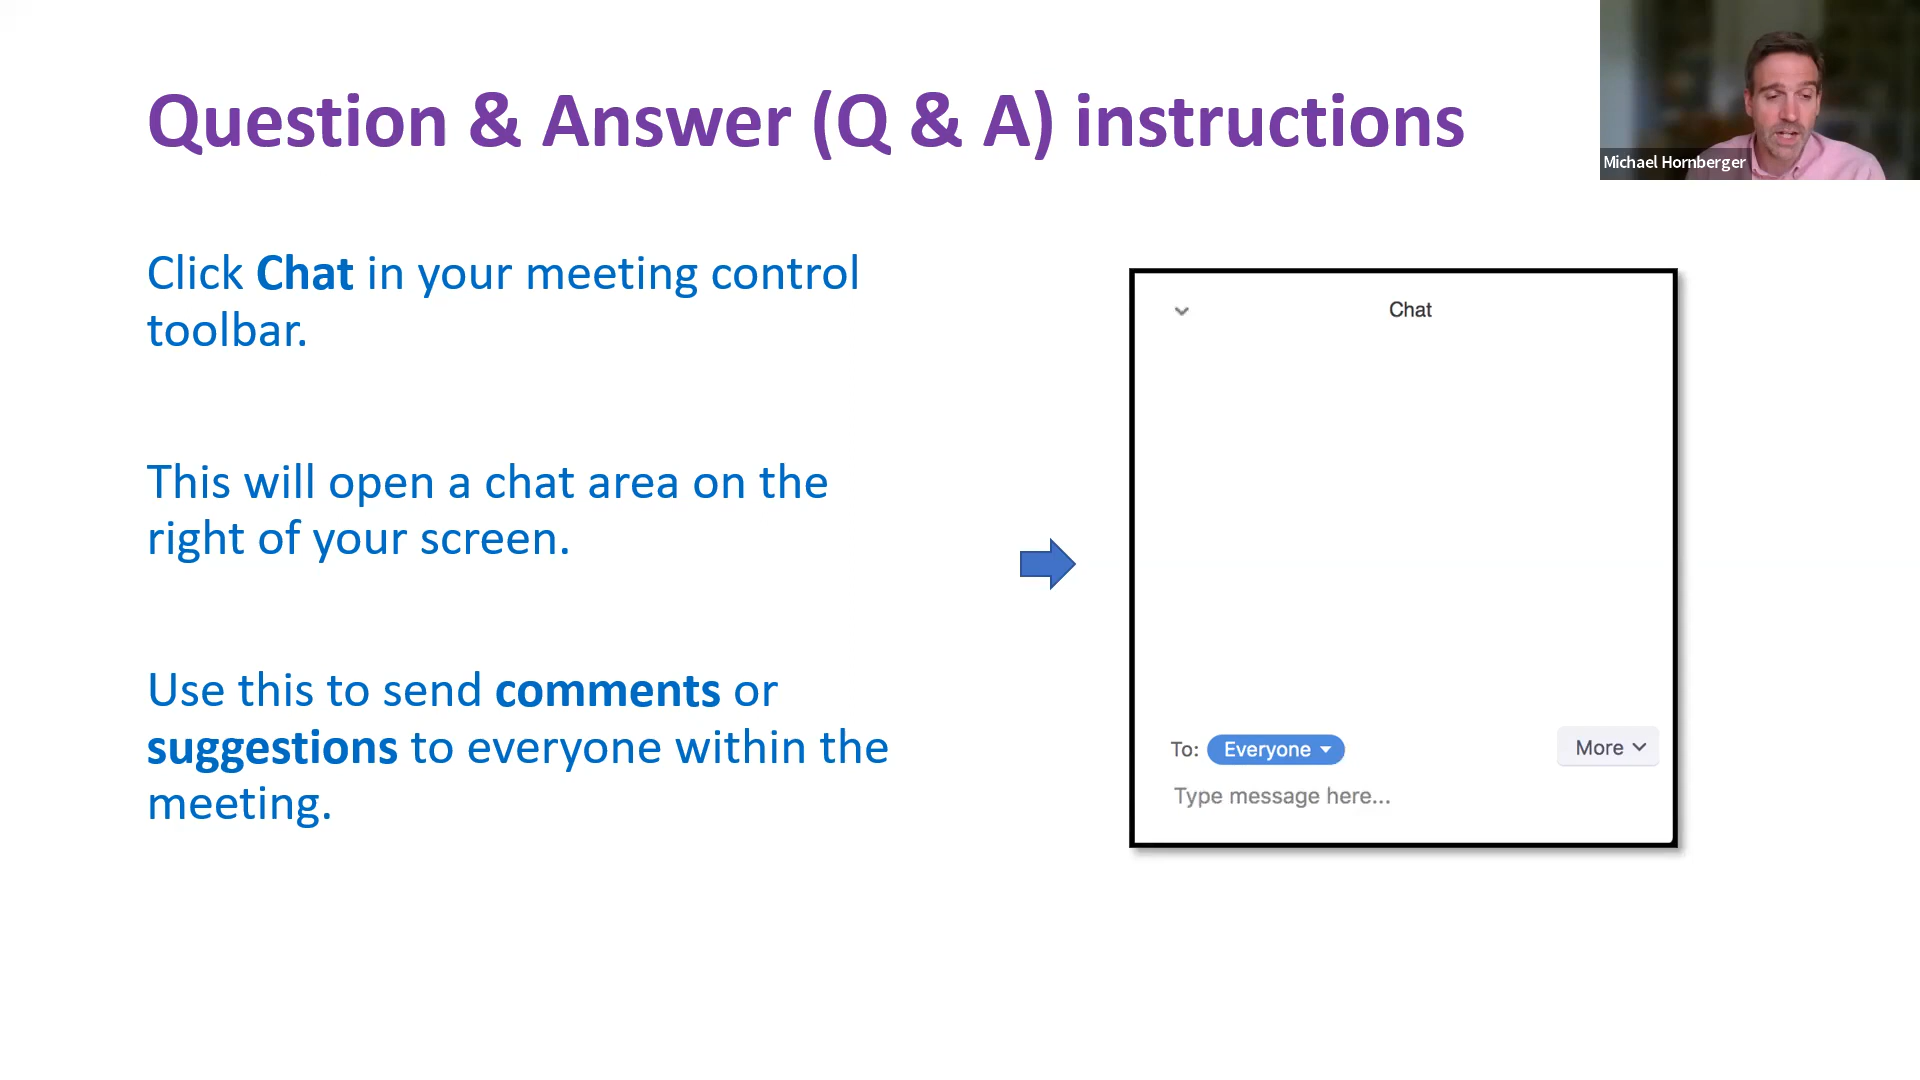 Question & Answer (Q & A) instructions
Michael Hornberger
Click Chat in your meeting control
toolbar.
This will open a chat area on the
right of your screen.
Use this to send comments or
suggestions to everyone within the
meeting.
Chat
To: Everyone
More
Type message here...